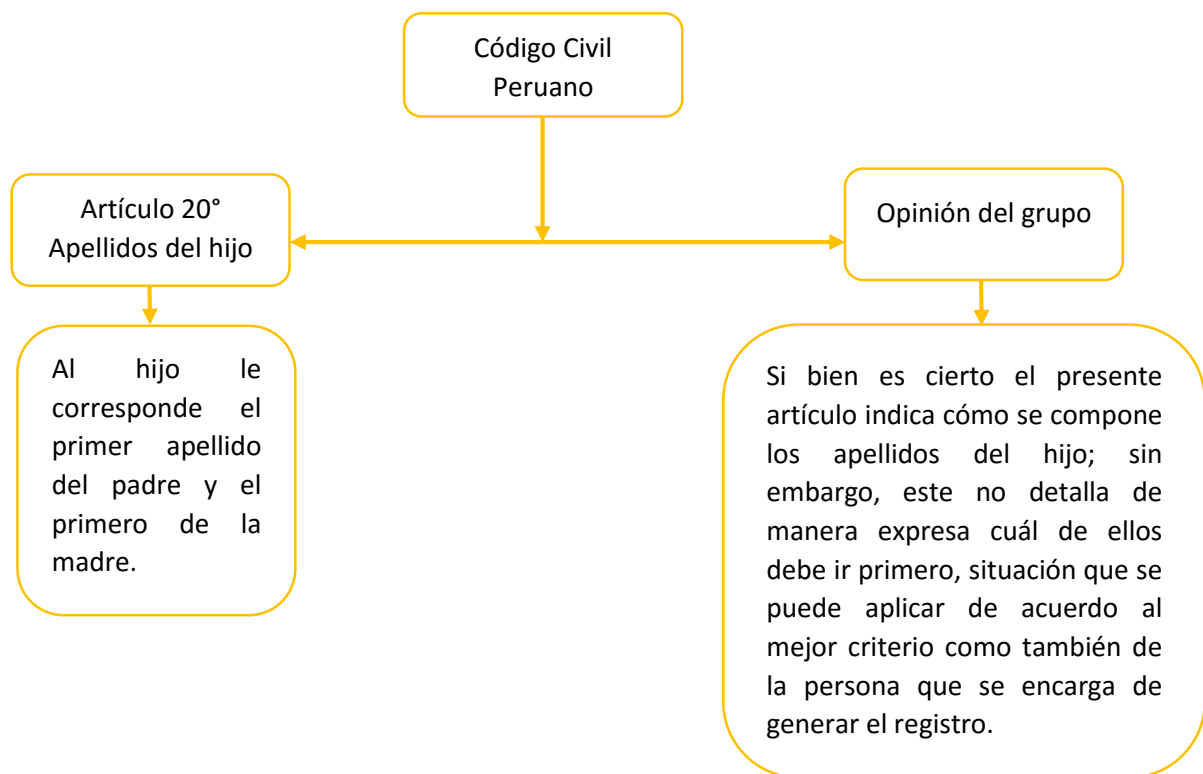 Código Civil
Peruano
Artículo 20°
Apellidos del hijo
Opinión del grupo
Al hijo le
corresponde el
primer apellido
del padre y el
primero de la
madre.
Si bien es cierto el presente
artículo indica cómo se compone
los apellidos del hijo; sin
embargo, este no detalla de
manera expresa cuál de ellos
debe ir primero, situación que se
puede aplicar de acuerdo al
mejor criterio como también de
la persona que se encarga de
generar el registro.